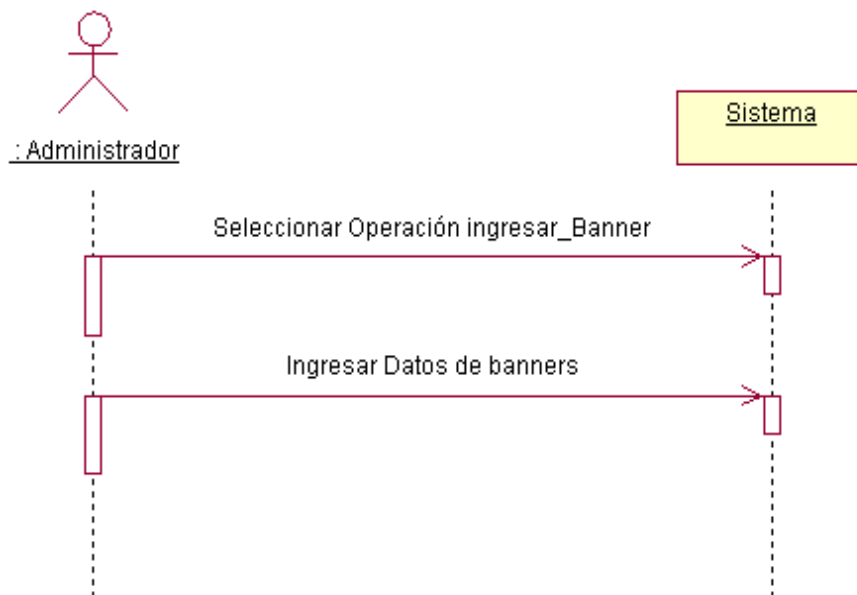 : Administrador
Sistema
Seleccionar Operación ingresar_Banner
Ingresar Datos de banners